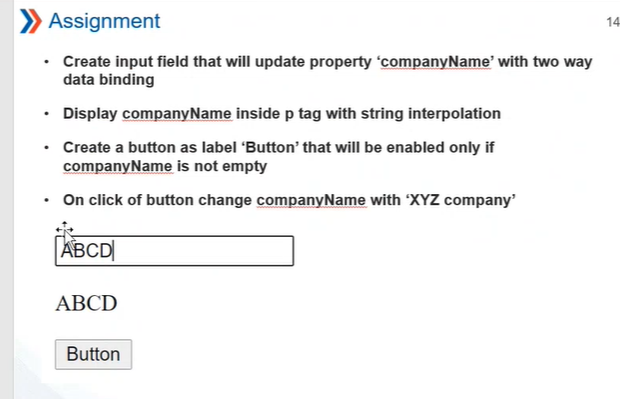 Assignment
14
• Create input field that will update property ‘companyName’ with two way
data binding
• Display companyName inside p tag with string interpolation
• Create a button as label ‘Button’ that will be enabled only if
companyName is not empty
• On click of button change companyName with ‘XYZ company’
ABCD
ABCD
Button